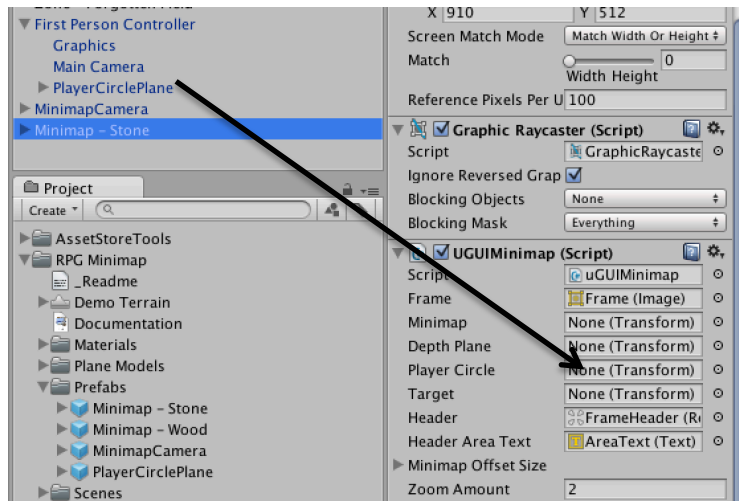 First Person Controller
Graphics
Main Camera
PlayerCirclePlane
MinimapCamera
Minimap – Stone
Project
Create
AssetStoreTools
RPG Minimap
_Readme
Demo Terrain
Documentation
Materials
Plane Models
Prefabs
Minimap – Stone
Minimap – Wood
MinimapCamera
PlayerCirclePlane
Scenes
X 910 Y 512
Screen Match Mode Match Width Or Height
Match 0
Width Height
Reference Pixels Per U 100
Graphic Raycaster (Script)
Script GraphicRaycaste
Ignore Reversed Grap
Blocking Objects None
Blocking Mask Everything
UGUIMinimap (Script)
Script uGUIMinimap
Frame Frame (Image)
Minimap None (Transform)
Depth Plane None (Transform)
Player Circle None (Transform)
Target None (Transform)
Header FrameHeader (Re
Header Area Text AreaText (Text)
Minimap Offset Size
Zoom Amount 2